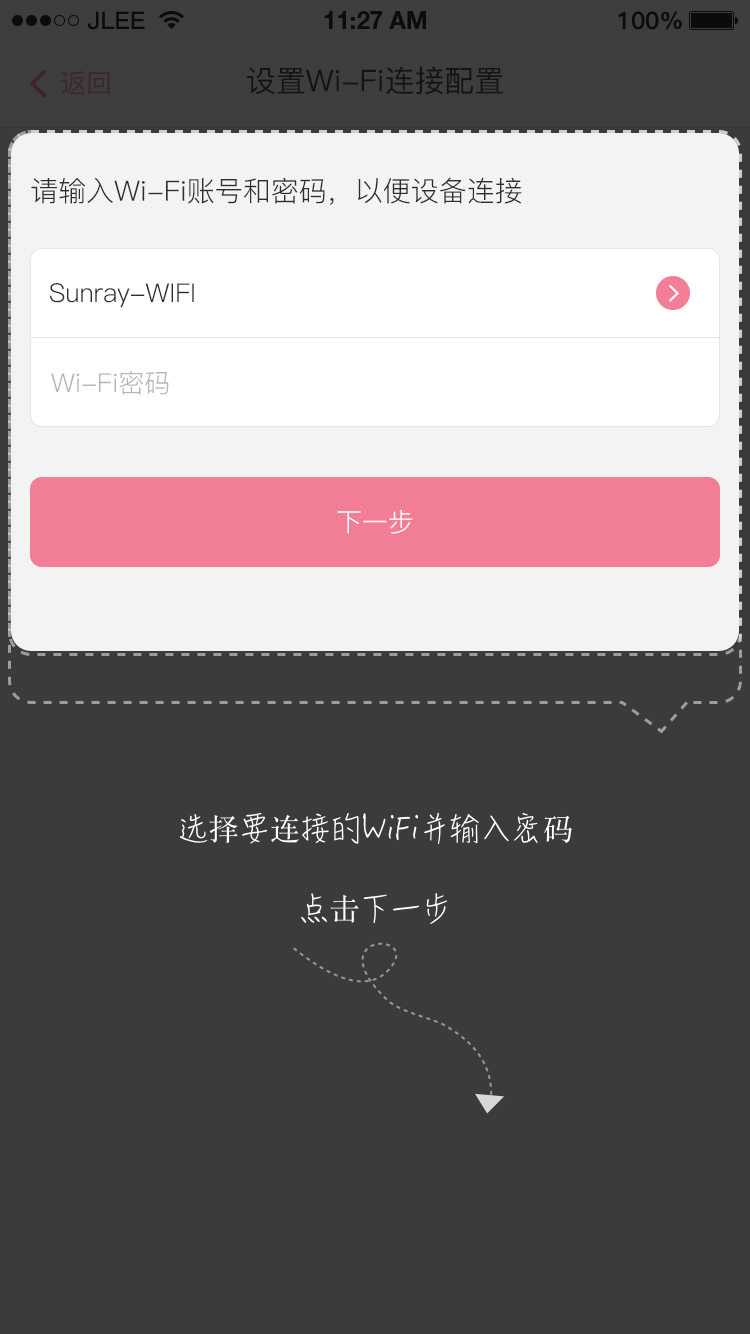 JLEE 11:27 AM 100%
返回 设置Wi-Fi连接配置
请输入Wi-Fi账号和密码，以便设备连接
Sunray-WIFI
Wi-Fi密码
下一步
选择要连接的WiFi并输入密码
点击下一步